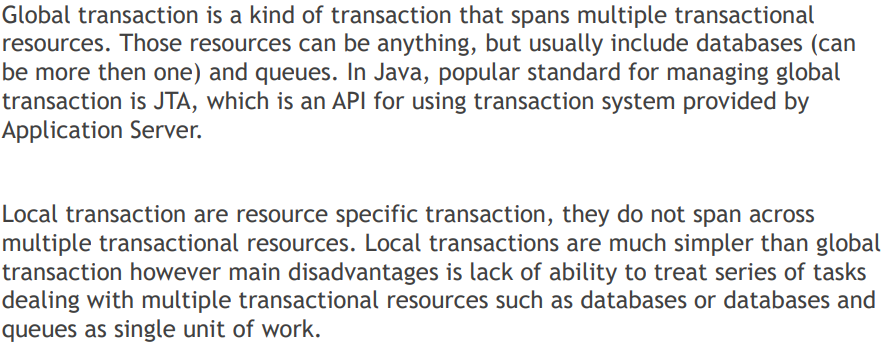 Global transaction is a kind of transaction that spans multiple transactional
resources. Those resources can be anything, but usually include databases (can
be more then one) and queues. In Java, popular standard for managing global
transaction is JTA, which is an API for using transaction system provided by
Application Server.
Local transaction are resource specific transaction, they do not span across
multiple transactional resources. Local transactions are much simpler than global
transaction however main disadvantages is lack of ability to treat series of tasks
dealing with multiple transactional resources such as databases or databases and
queues as single unit of work.